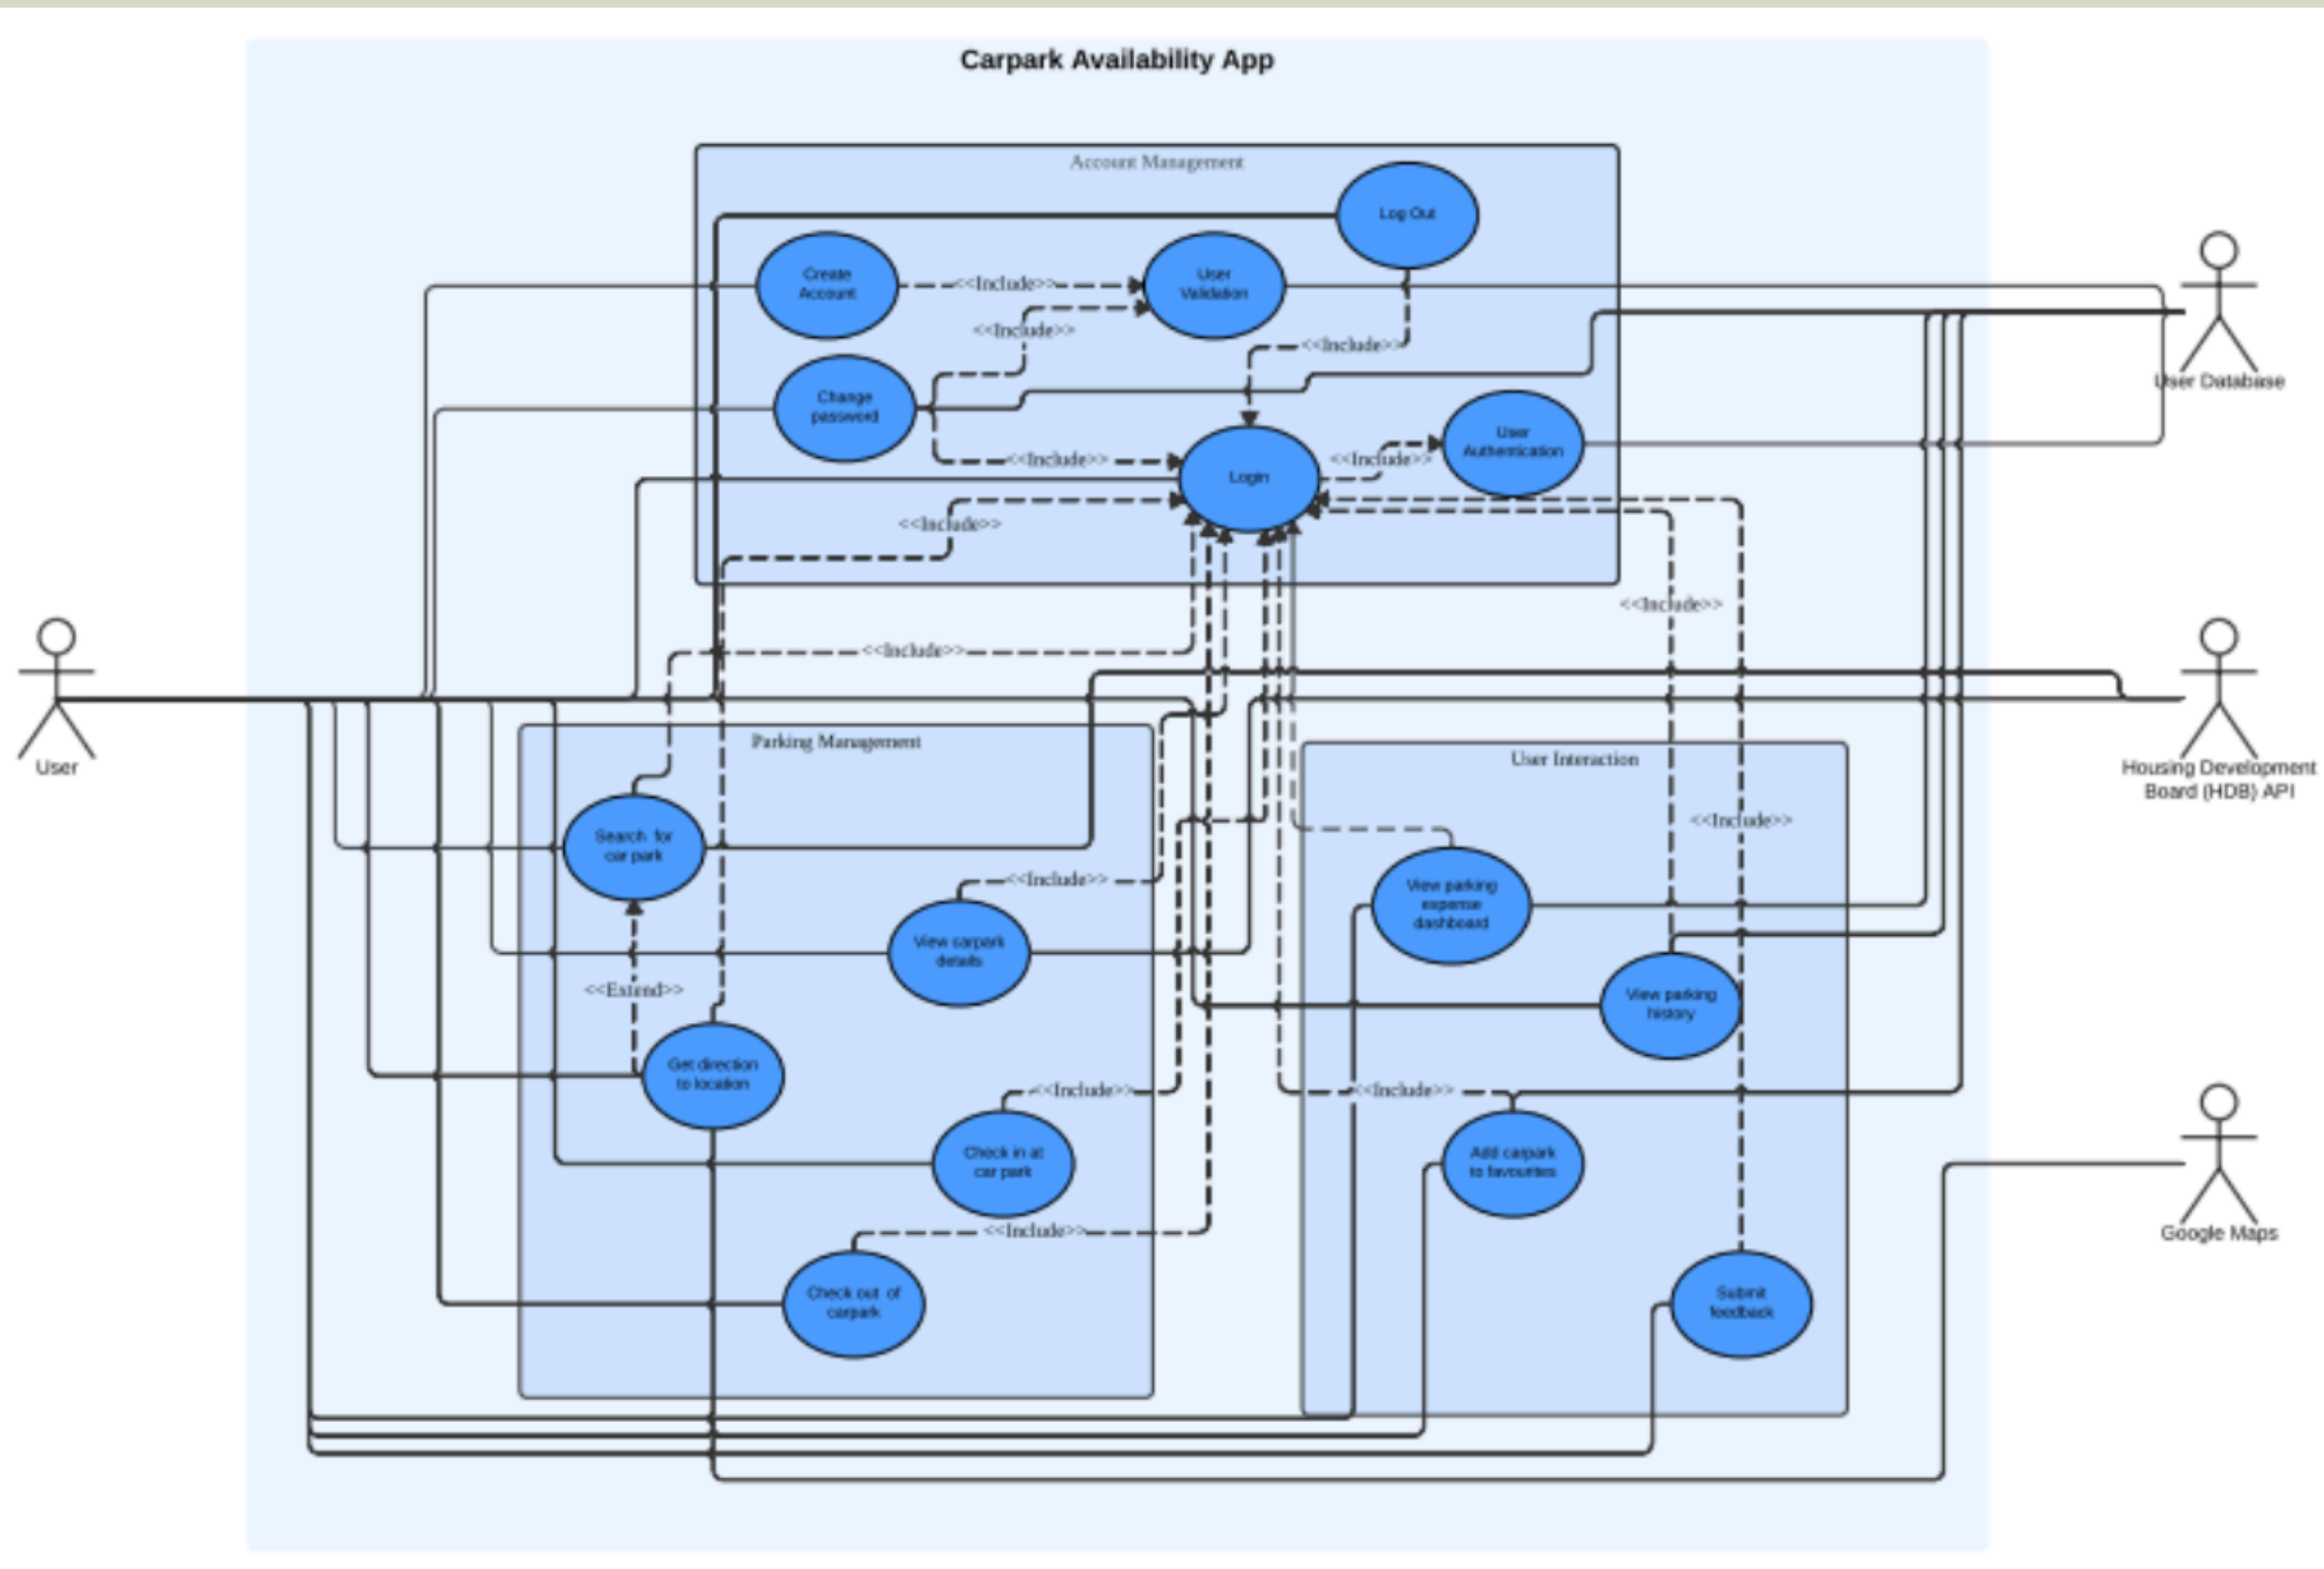 Carpark Availability App
Account Management
Log Out
Create
Account
<<Include>>
User
Validation
<<Include>>
<<Include>>
Change
password
User Database
<<Include>>
<<Include>>
User
Authentication
Login
<<Include>>
<<Include>>
<<Include>>
User
Parking Management
User Interaction
Housing Development
Board (HDB) API
<<Include>>
Search for
car park
<<Include>>
View parking
expense
dashboard
View carpark
details
<<Extend>>
View parking
history
Get direction
to location
<<Include>>
<<Include>>
Check in at
car park
Add carpark
to favourites
<<Include>>
Google Maps
Check out of
carpark
Submit
feedback